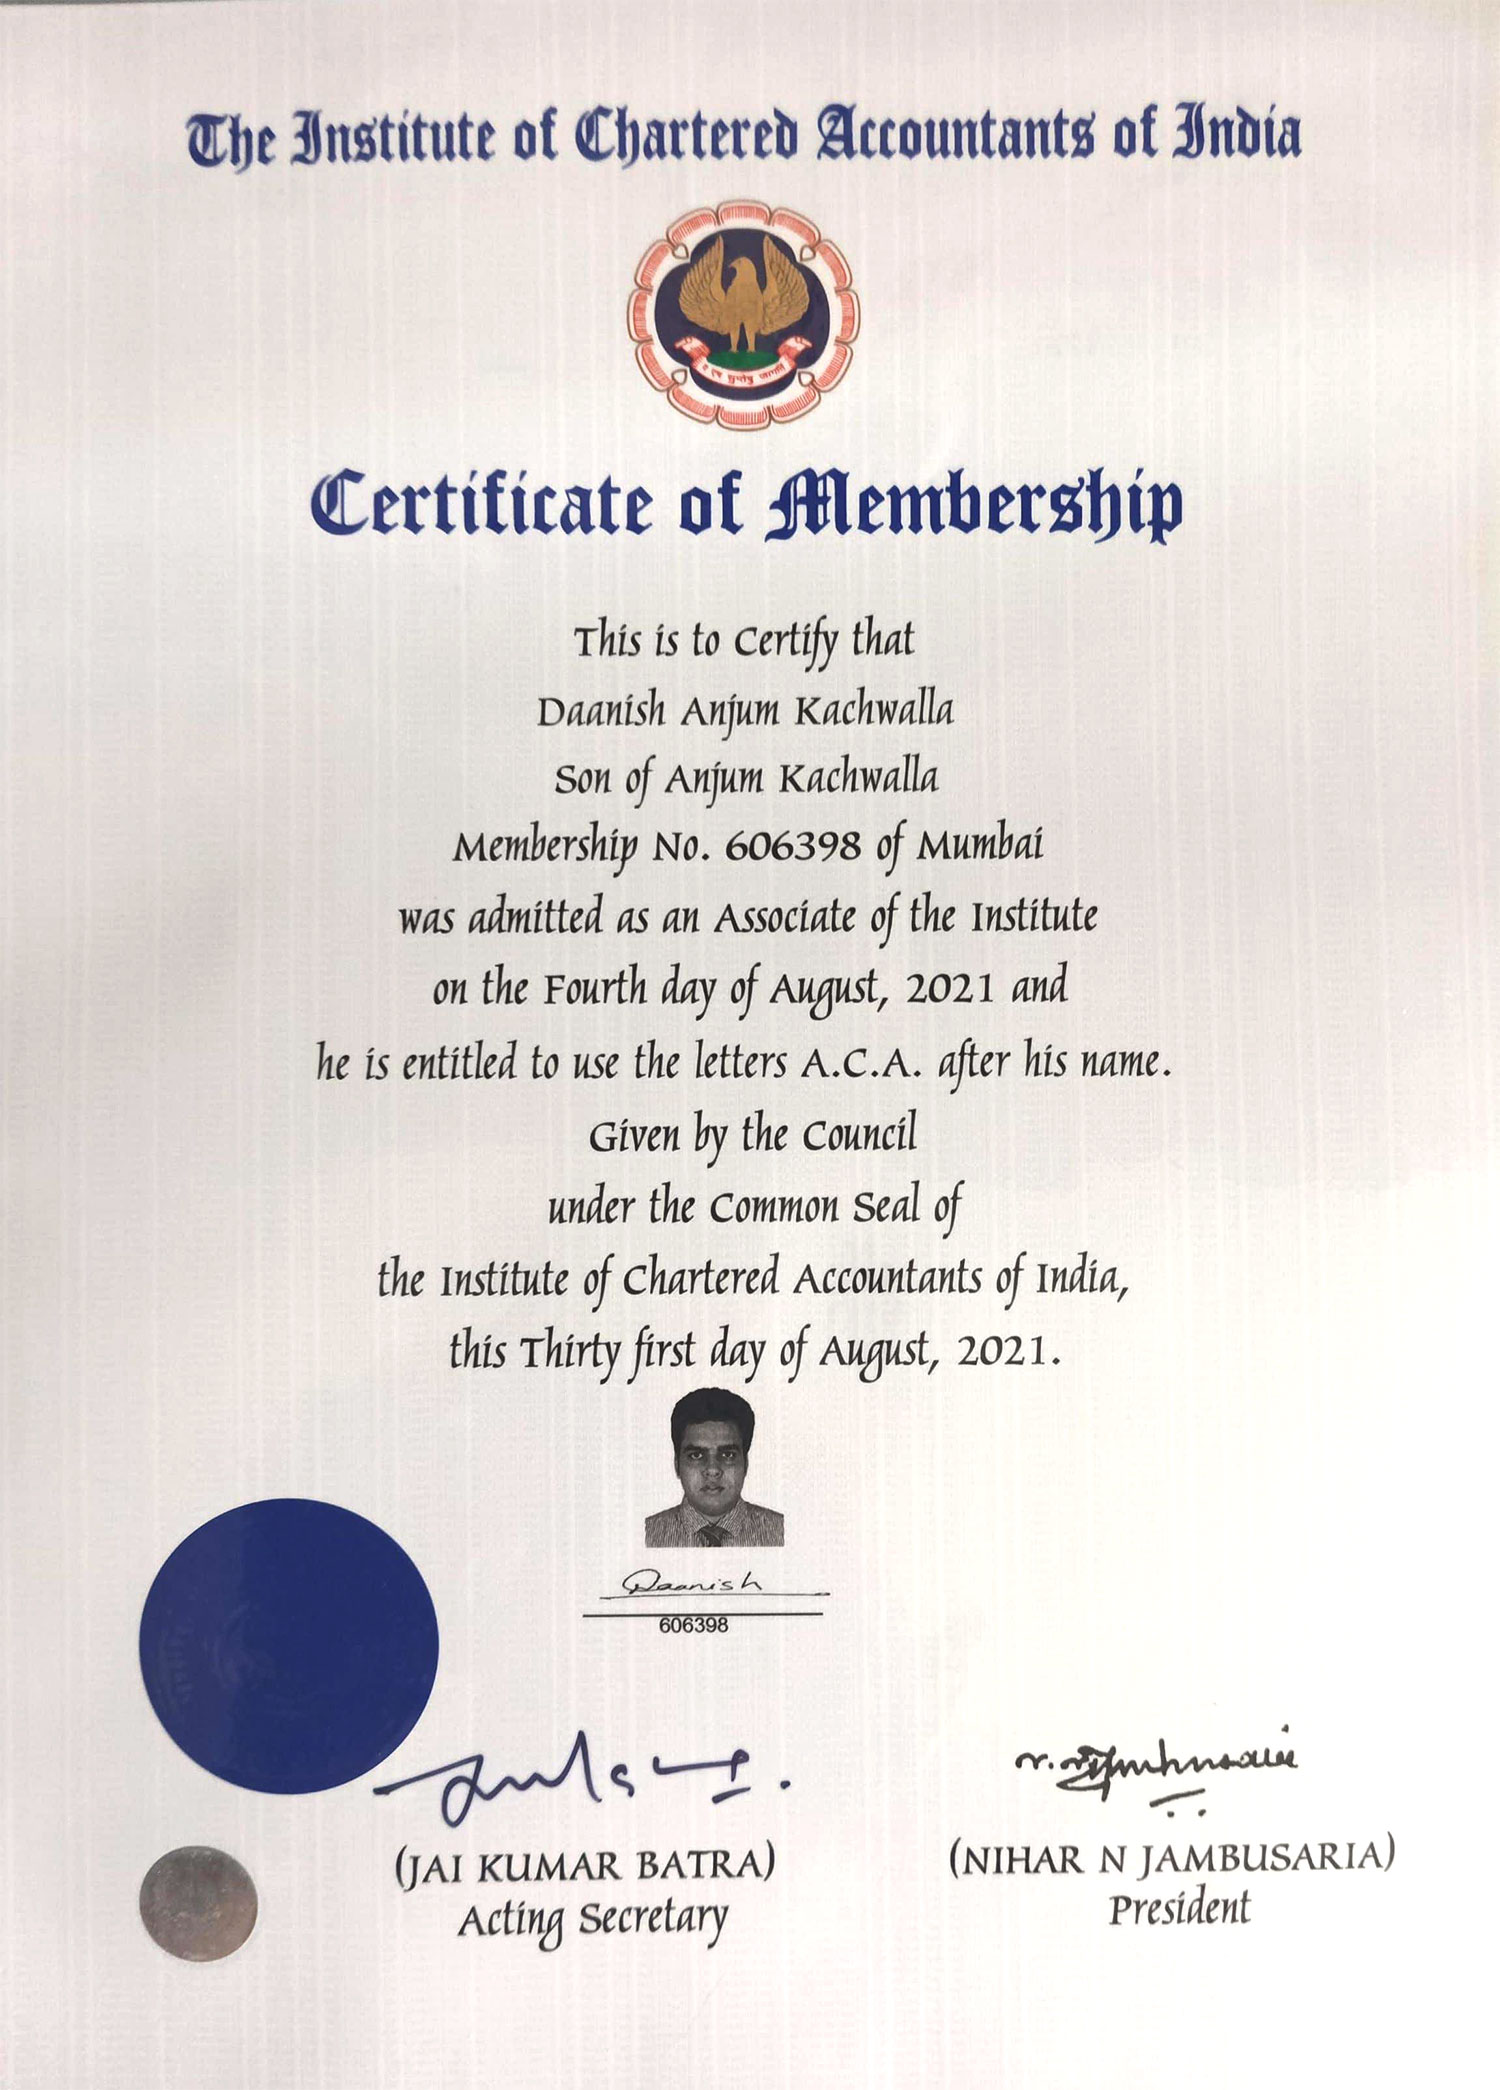 The Institute of Chartered Accountants of India
य एष सुप्तेषु जागर्ति
Certificate of Membership
This is to Certify that
Daanish Anjum Kachwalla
Son of Anjum Kachwalla
Membership No. 606398 of Mumbai
was admitted as an Associate of the Institute
on the Fourth day of August, 2021 and
he is entitled to use the letters A.C.A. after his name.
Given by the Council
under the Common Seal of
the Institute of Chartered Accountants of India,
this Thirty first day of August, 2021.
Daanish
606398
(JAI KUMAR BATRA)
Acting Secretary
(NIHAR N JAMBUSARIA)
President